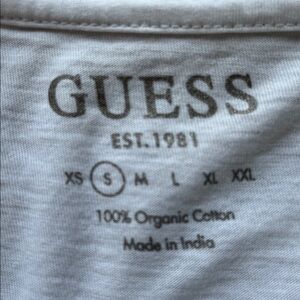 GUESS
EST.1981
XS S M L XL XXL
100% Organic Cotton
Made in India